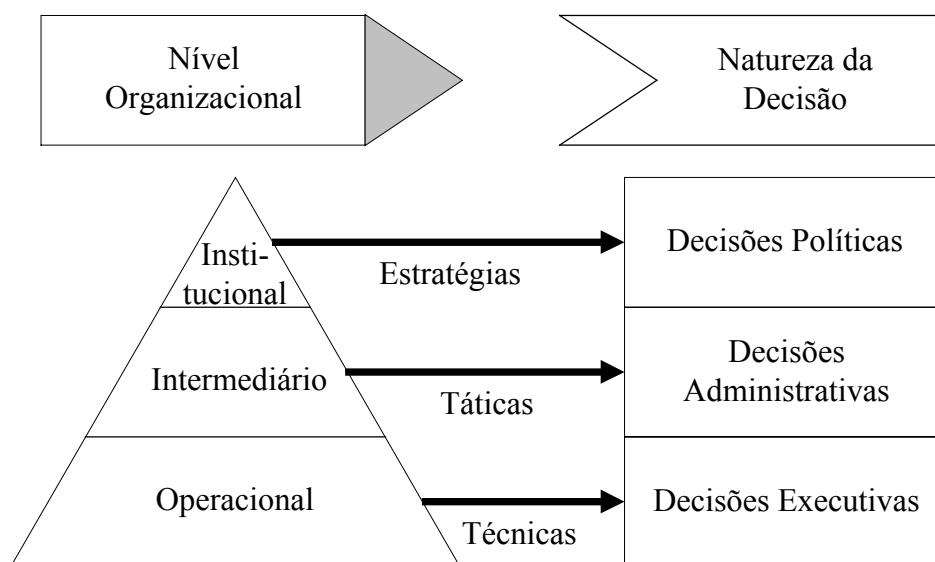 Nível
Organizacional
Natureza da
Decisão
Insti-
tucional
Estratégias
Decisões Políticas
Intermediário
Táticas
Decisões
Administrativas
Operacional
Técnicas
Decisões Executivas